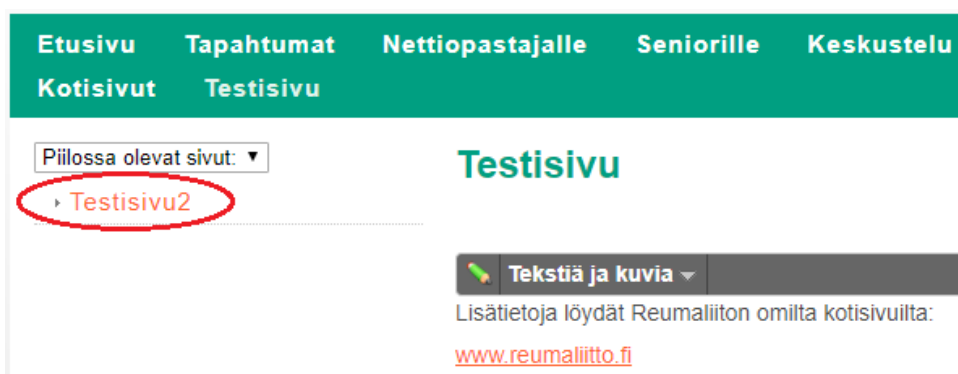 Etusivu Tapahtumat Nettiopastajalle Seniorille Keskustelu
Kotisivut Testisivu
Piilossa olevat sivut:
Testisivu2
Testisivu
Tekstiä ja kuvia
Lisätietoja löydät Reumaliiton omilta kotisivuilta:
www.reumaliitto.fi